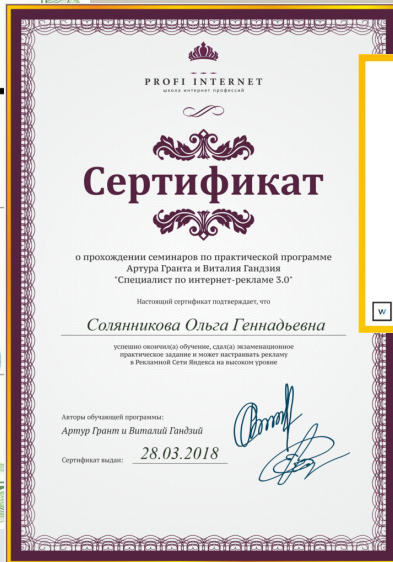 PROFI INTERNET
школа интернет профессий
Сертификат
о прохождении семинаров по практической программе
Артура Гранта и Виталия Гандзия
"Специалист по интернет-рекламе 3.0"
Настоящий сертификат подтверждает, что
Солянникова Ольга Геннадьевна
успешно окончил(а) обучение, сдал(а) экзаменационное
практическое задание и может настраивать рекламу
в Рекламной Сети Яндекса на высоком уровне
Авторы обучающей программы:
Артур Грант и Виталий Гандзий
Сертификат выдан: 28.03.2018
W